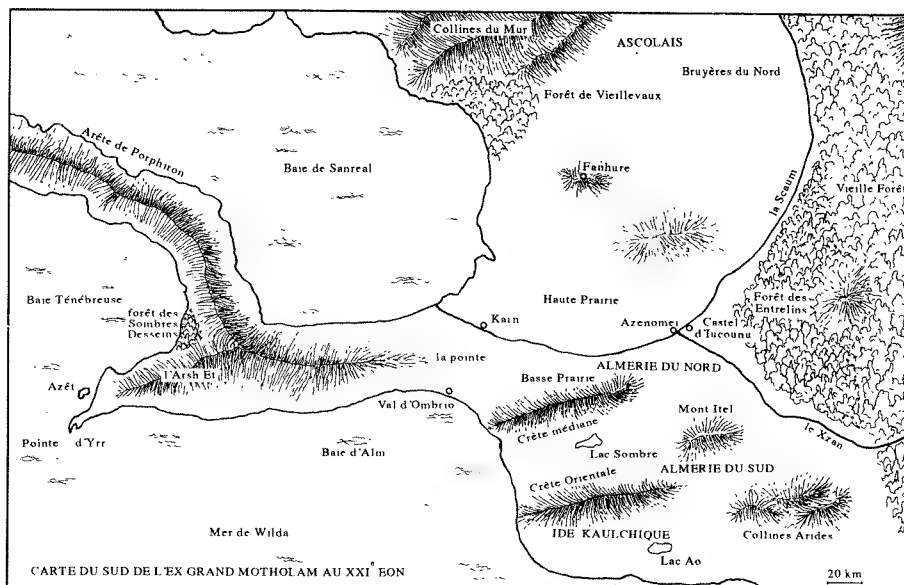 Collines du Mur
ASCOLAIS
Bruyères du Nord
Forêt de Vieillevaux
Arête de Porphiron
Baie de Sanreal
Fanhure
la Scaum
Vieille Forêt
Baie Ténébreuse
forêt des
Sombres
Desseins
Haute Prairie
Forêt des
Entrelins
Kaın
Azenomei
Castel
d'Iucounu
la pointe
ALMERIE DU NORD
l'Arsh Et
Basse Prairie
Azêt
Val d'Ombrio
Mont Itel
Crète médiane
le Xzan
Pointe d'Yrr
Baie d'Alm
Lac Sombre
ALMERIE DU SUD
Crète Orientale
Mer de Wilda
IDE KAULCHIQUE
Collines Arides
Lac Ao
CARTE DU SUD DE L'EX GRAND MOTHOLAM AU XXIe EON
20 km